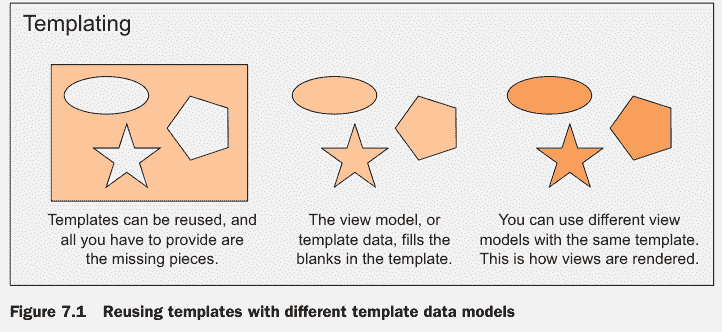 Templating
Templates can be reused, and
all you have to provide are
the missing pieces.
The view model, or
template data, fills the
blanks in the template.
You can use different view
models with the same template.
This is how views are rendered.
Figure 7.1 Reusing templates with different template data models